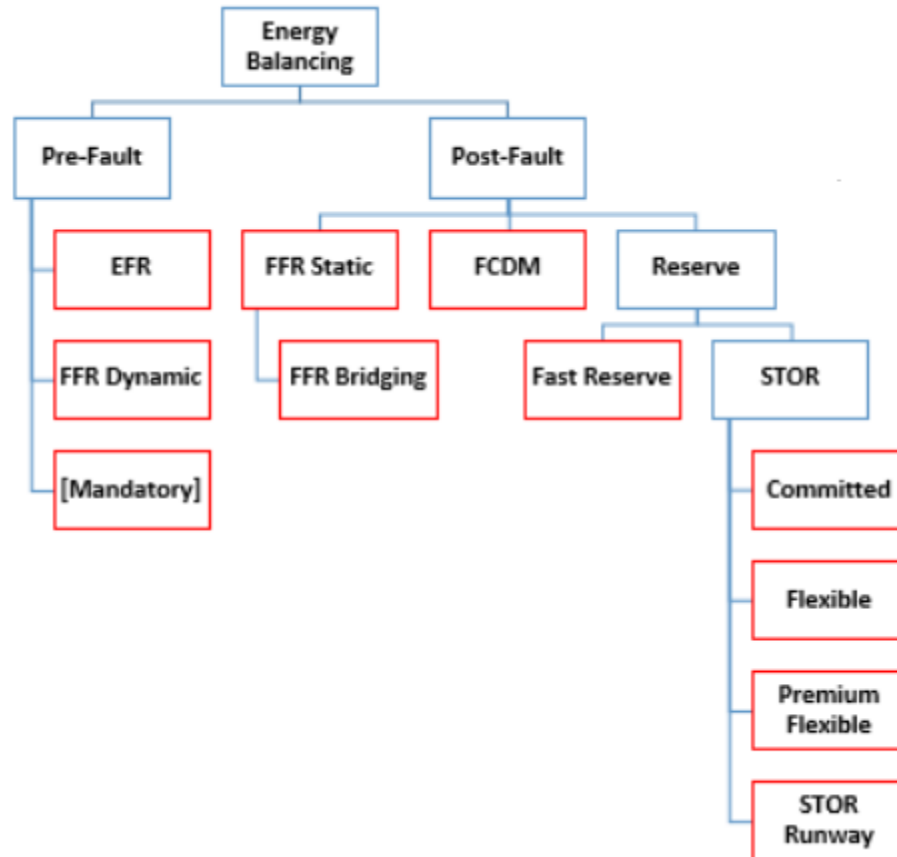 Energy
Balancing
Pre-Fault
Post-Fault
EFR
FFR Static
FCDM
Reserve
FFR Dynamic
FFR Bridging
Fast Reserve
STOR
[Mandatory]
Committed
Flexible
Premium
Flexible
STOR
Runway